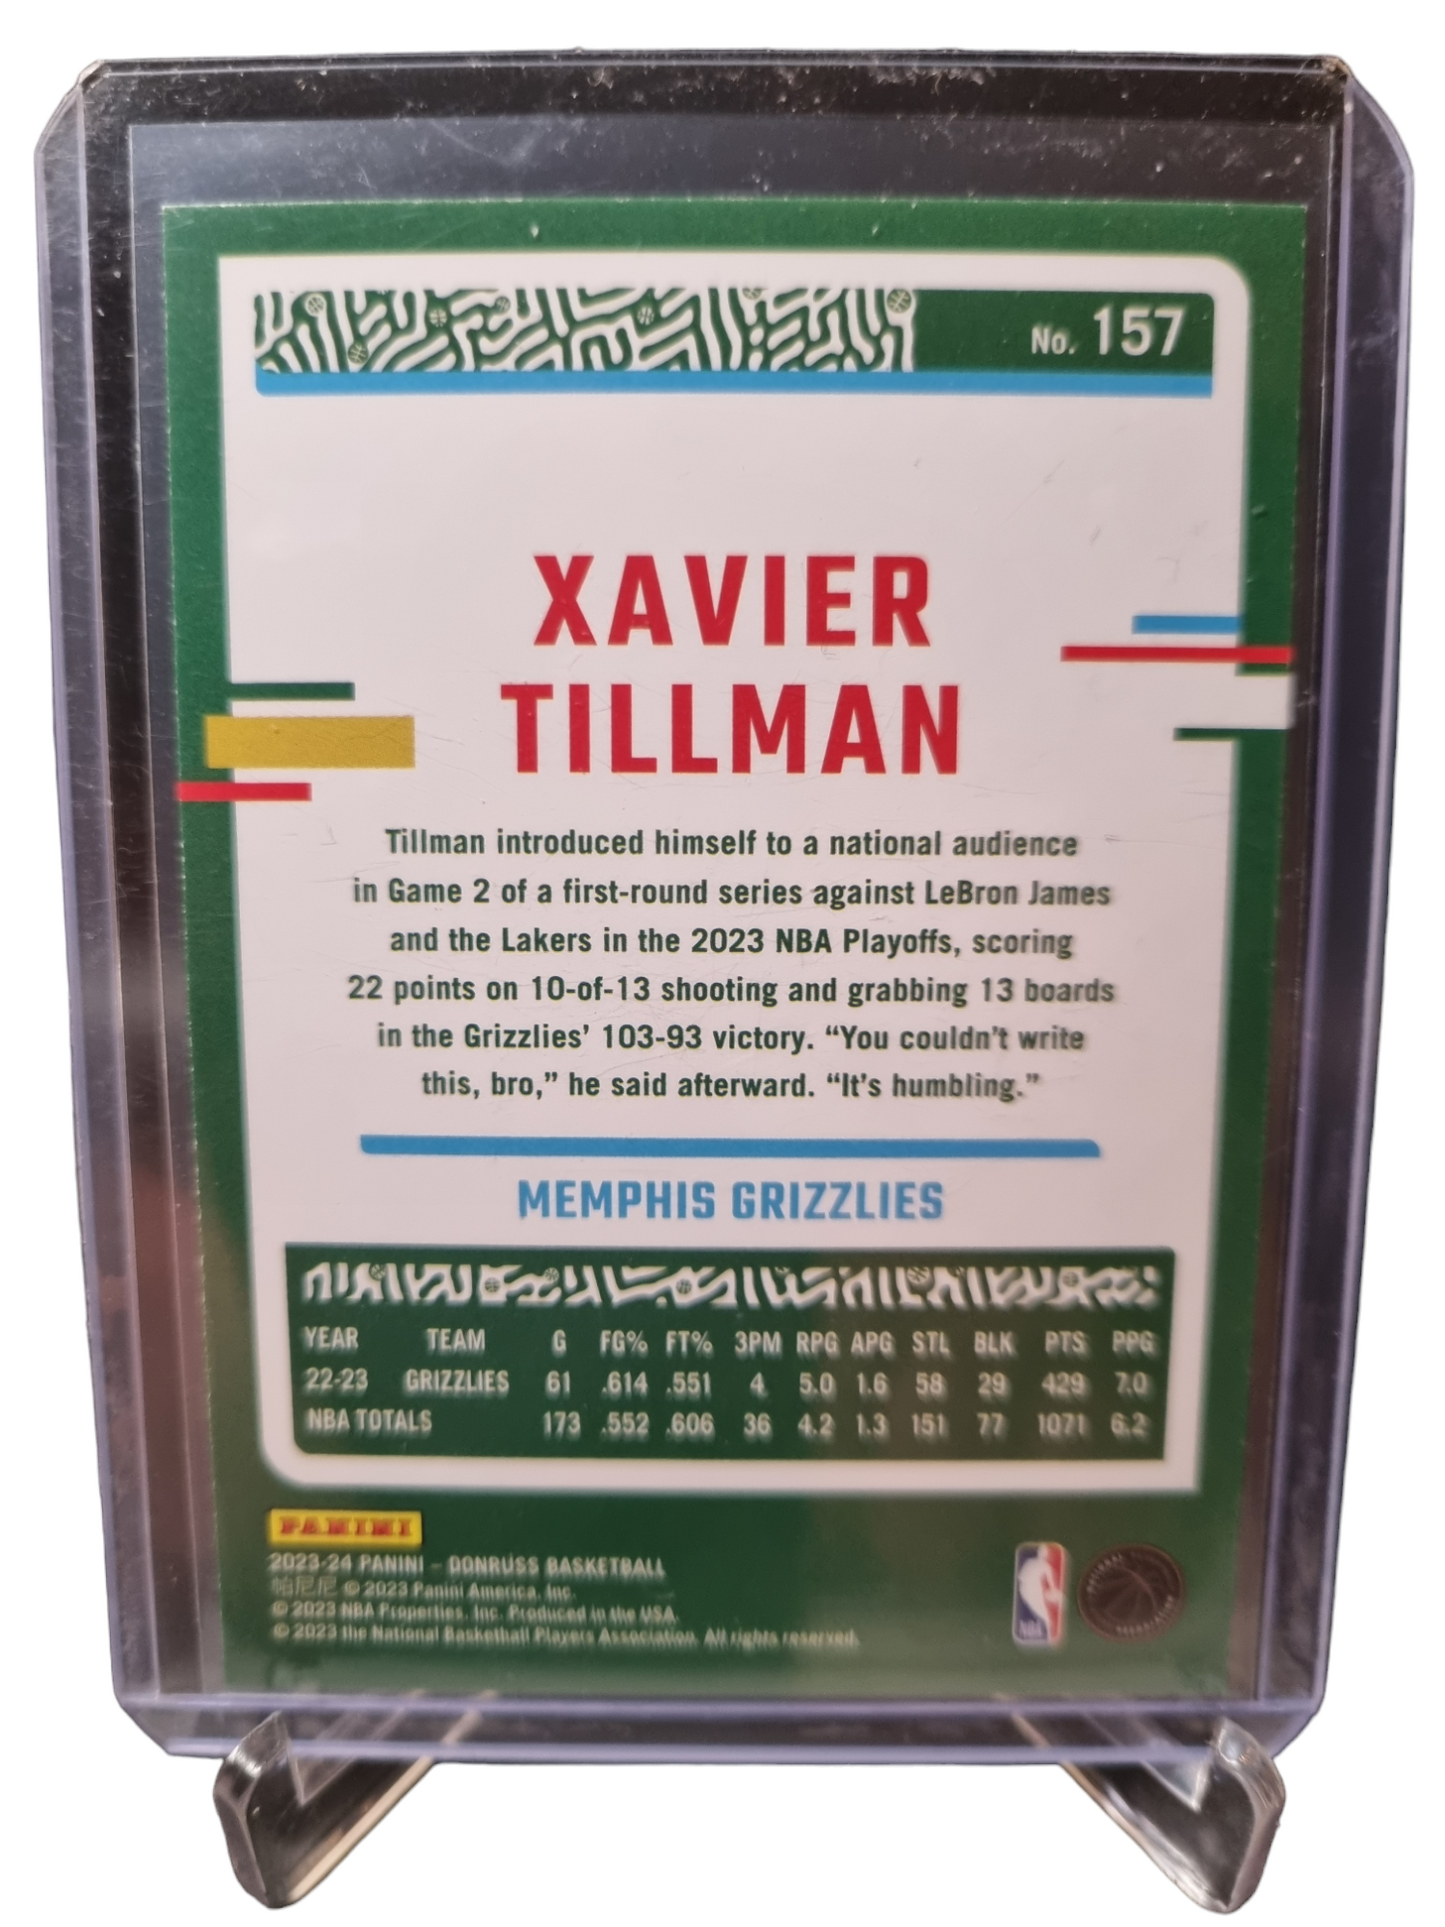 No. 157
XAVIER
TILLMAN
Tillman introduced himself to a national audience
in Game 2 of a first-round series against LeBron James
and the Lakers in the 2023 NBA Playoffs, scoring
22 points on 10-of-13 shooting and grabbing 13 boards
in the Grizzlies’ 103-93 victory. “You couldn’t write
this, bro,” he said afterward. “It’s humbling.”
MEMPHIS GRIZZLIES
YEAR TEAM G FG% FT% 3PM RPG APG STL BLK PTS PPG
22-23 GRIZZLIES 61 .614 .551 4 5.0 1.6 58 29 429 7.0
NBA TOTALS 173 .552 .606 36 4.2 1.3 151 77 1071 6.2
PANINI
2023-24 PANINI – DONRUSS BASKETBALL
帕尼尼 © 2023 Panini America, Inc.
© 2023 NBA Properties, Inc. Produced in the USA.
© 2023 the National Basketball Players Association. All rights reserved.
NBA